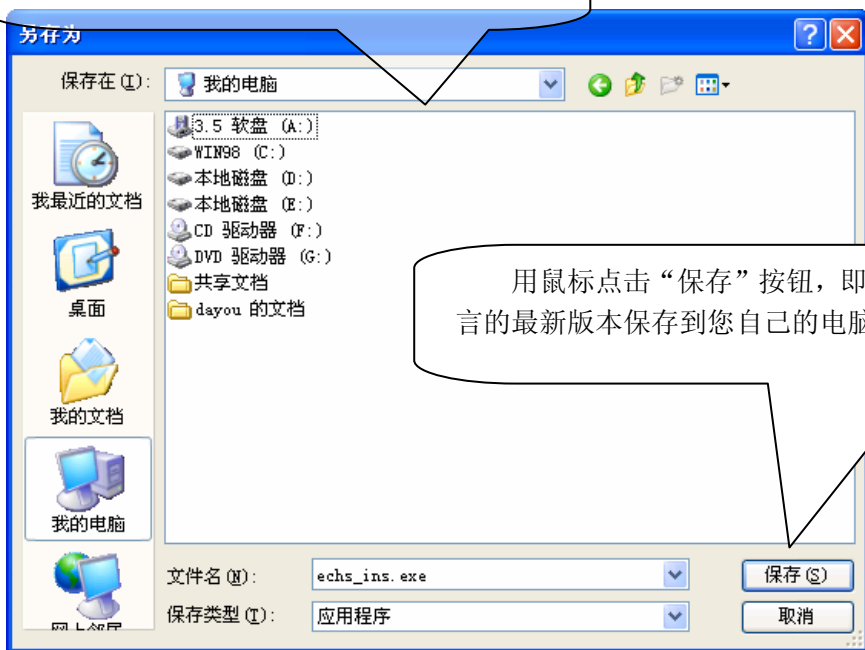 另存为
保存在(I):
我的电脑
我最近的文档
桌面
我的文档
我的电脑
网上邻居
3.5 软盘 (A:)
WIN98 (C:)
本地磁盘 (D:)
本地磁盘 (E:)
CD 驱动器 (F:)
DVD 驱动器 (G:)
共享文档
dayou 的文档
用鼠标点击“保存”按钮，即
言的最新版本保存到您自己的电脑
文件名(N):
echs_ins.exe
保存(S)
保存类型(T):
应用程序
取消